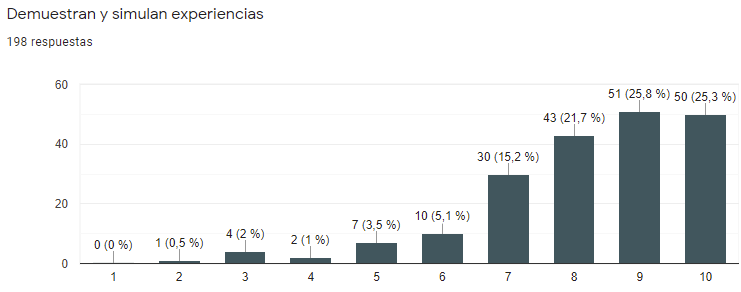 Demuestran y simulan experiencias
198 respuestas
60
40
20
0
0 (0 %)
1 (0,5 %)
4 (2 %)
2 (1 %)
7 (3,5 %)
10 (5,1 %)
30 (15,2 %)
43 (21,7 %)
51 (25,8 %)
50 (25,3 %)
1 2 3 4 5 6 7 8 9 10